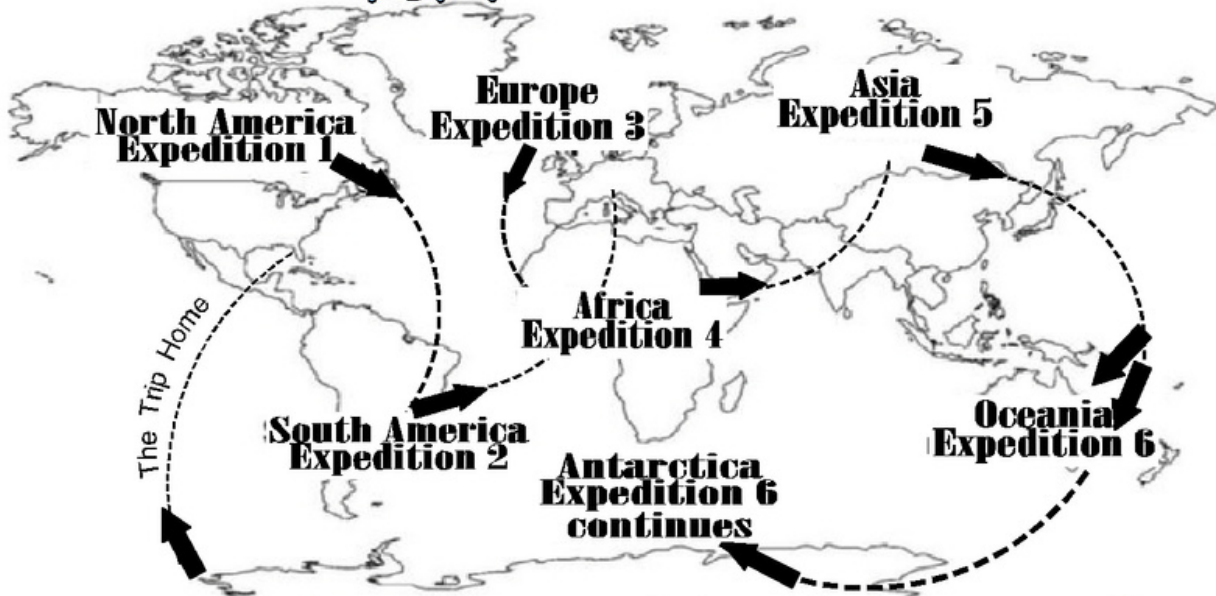 North America
Expedition 1
Europe
Expedition 3
Asia
Expedition 5
The Trip Home
Africa
Expedition 4
South America
Expedition 2
Oceania
Expedition 6
Antarctica
Expedition 6
continues